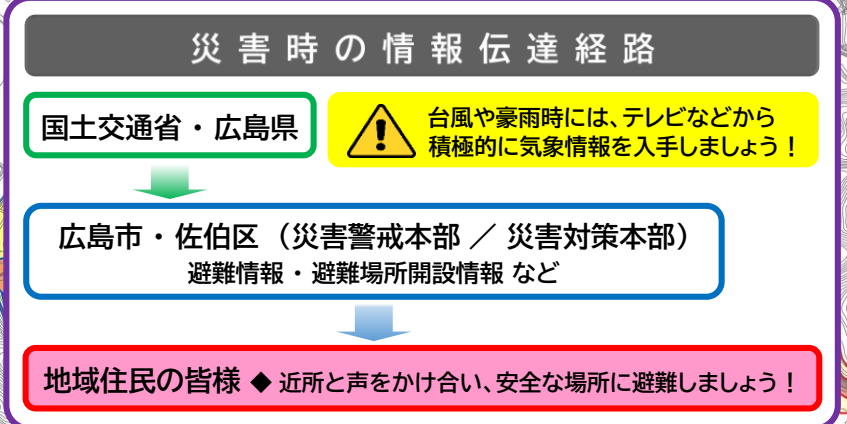 災害時の情報伝達経路
国土交通省・広島県
台風や豪雨時には、テレビなどから
積極的に気象情報を入手しましょう！
広島市・佐伯区（災害警戒本部／災害対策本部）
避難情報・避難場所開設情報 など
地域住民の皆様 ◆ 近所と声をかけ合い、安全な場所に避難しましょう！